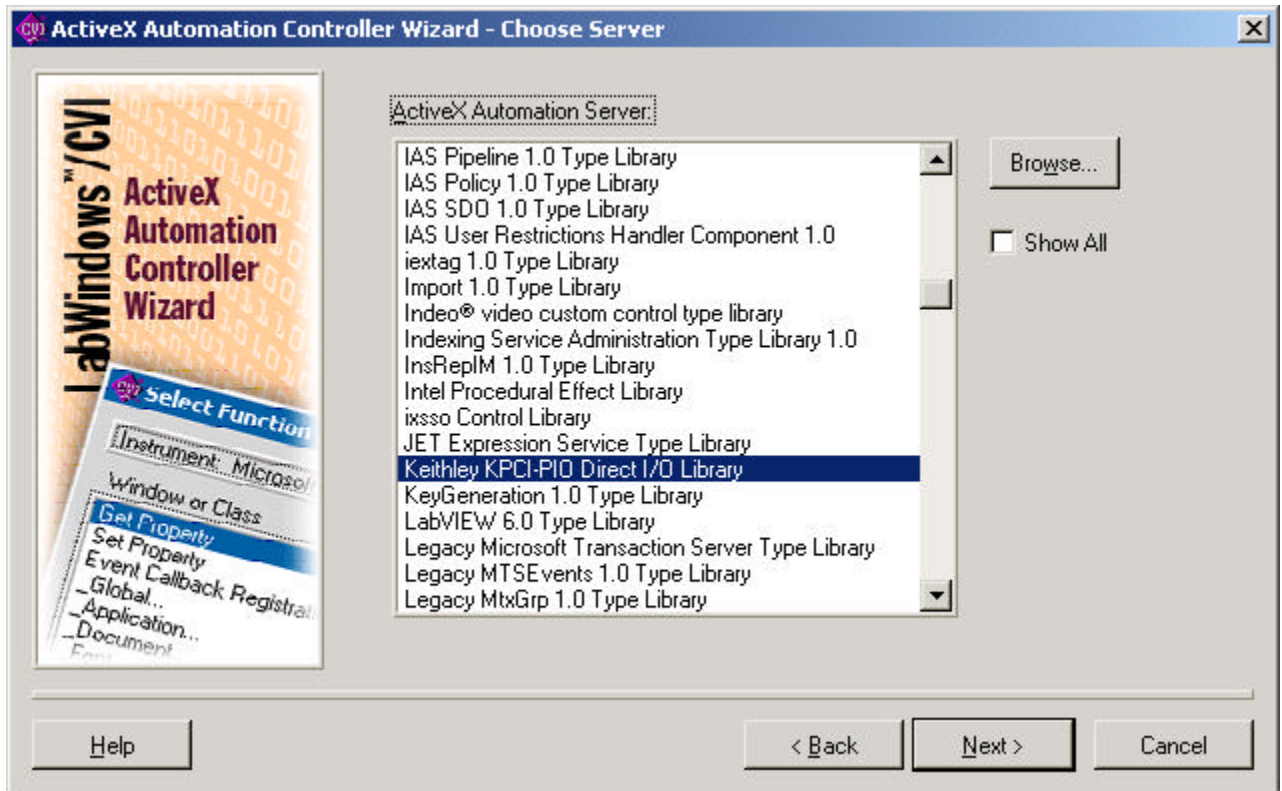 CVI ActiveX Automation Controller Wizard - Choose Server
LabWindows™/CVI
ActiveX
Automation
Controller
Wizard
CVI Select Function
Instrument: Microsof
Window or Class
Get Property
Set Property
Event Callback Registrat
_Global...
_Application...
_Document
_Font
ActiveX Automation Server:
IAS Pipeline 1.0 Type Library
IAS Policy 1.0 Type Library
IAS SDO 1.0 Type Library
IAS User Restrictions Handler Component 1.0
iextag 1.0 Type Library
Import 1.0 Type Library
Indeo® video custom control type library
Indexing Service Administration Type Library 1.0
InsRepIM 1.0 Type Library
Intel Procedural Effect Library
ixsso Control Library
JET Expression Service Type Library
Keithley KPCI-PIO Direct I/O Library
KeyGeneration 1.0 Type Library
LabVIEW 6.0 Type Library
Legacy Microsoft Transaction Server Type Library
Legacy MTSEvents 1.0 Type Library
Legacy MtxGrp 1.0 Type Library
Browse...
Show All
Help
< Back
Next >
Cancel